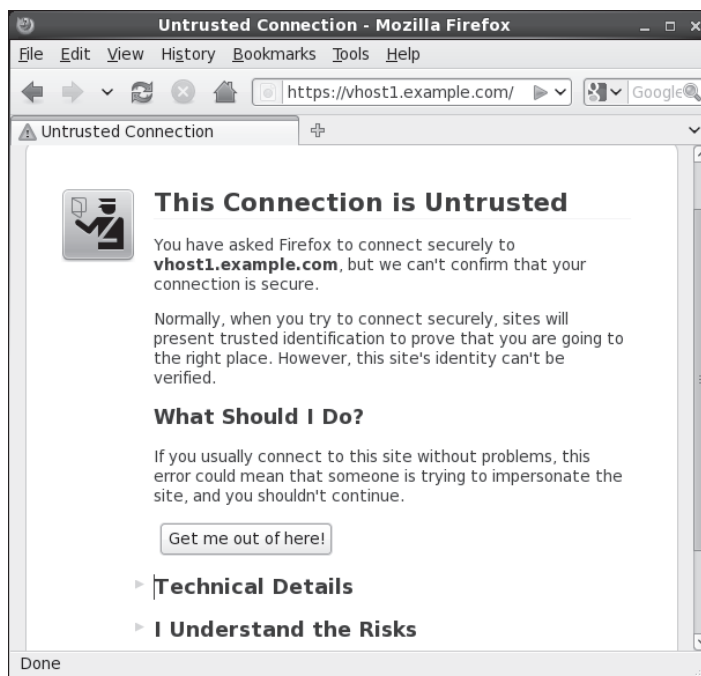 Untrusted Connection - Mozilla Firefox
File Edit View History Bookmarks Tools Help
https://vhost1.example.com/ Google
Untrusted Connection
This Connection is Untrusted
You have asked Firefox to connect securely to
vhost1.example.com, but we can't confirm that your
connection is secure.
Normally, when you try to connect securely, sites will
present trusted identification to prove that you are going to
the right place. However, this site's identity can't be
verified.
What Should I Do?
If you usually connect to this site without problems, this
error could mean that someone is trying to impersonate the
site, and you shouldn't continue.
Get me out of here!
Technical Details
I Understand the Risks
Done